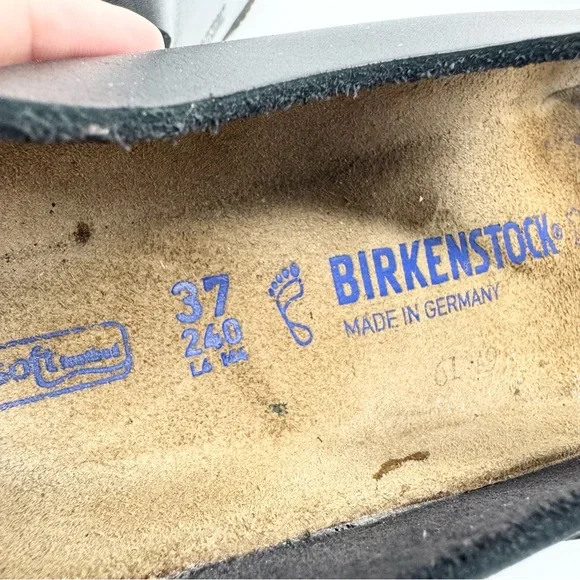 soft footbed
37
240
L6 M4
BIRKENSTOCK®
MADE IN GERMANY